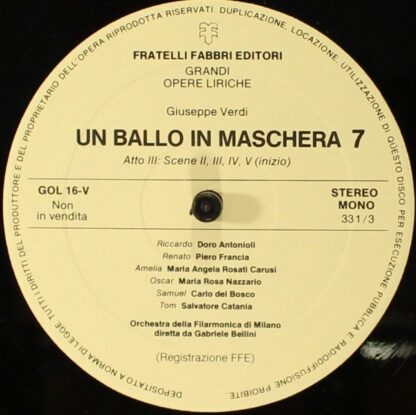 DEPOSITATO A NORMA DI LEGGE. TUTTI I DIRITTI DEL PRODUTTORE E DEL PROPRIETARIO DELL'OPERA RIPRODOTTA RISERVATI. DUPLICAZIONE, LOCAZIONE, UTILIZZAZIONE DI QUESTO DISCO PER ESECUZIONE PUBBLICA E RADIODIFFUSIONE PROIBITE
FRATELLI FABBRI EDITORI
GRANDI
OPERE LIRICHE
Giuseppe Verdi
UN BALLO IN MASCHERA 7
Atto III: Scene II, III, IV, V (inizio)
GOL 16-V
Non
in vendita
STEREO
MONO
33 1/3
Riccardo Doro Antonioli
Renato Piero Francia
Amelia Maria Angela Rosati Carusi
Oscar Maria Rosa Nazzario
Samuel Carlo dei Bosco
Tom Salvatore Catania
Orchestra della Filarmonica di Milano
diretta da Gabriele Bellini
(Registrazione FFE)